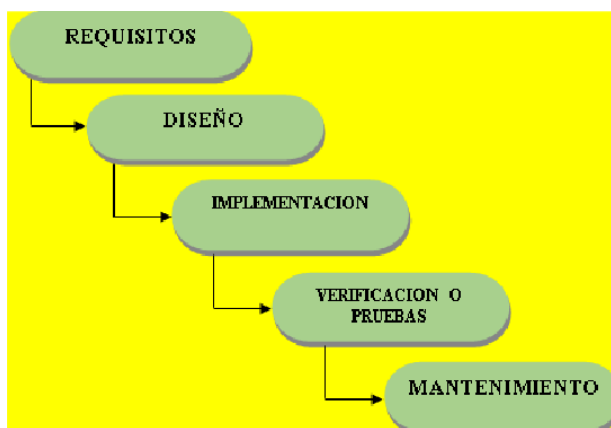 REQUISITOS
DISEÑO
IMPLEMENTACION
VERIFICACION O
PRUEBAS
MANTENIMIENTO